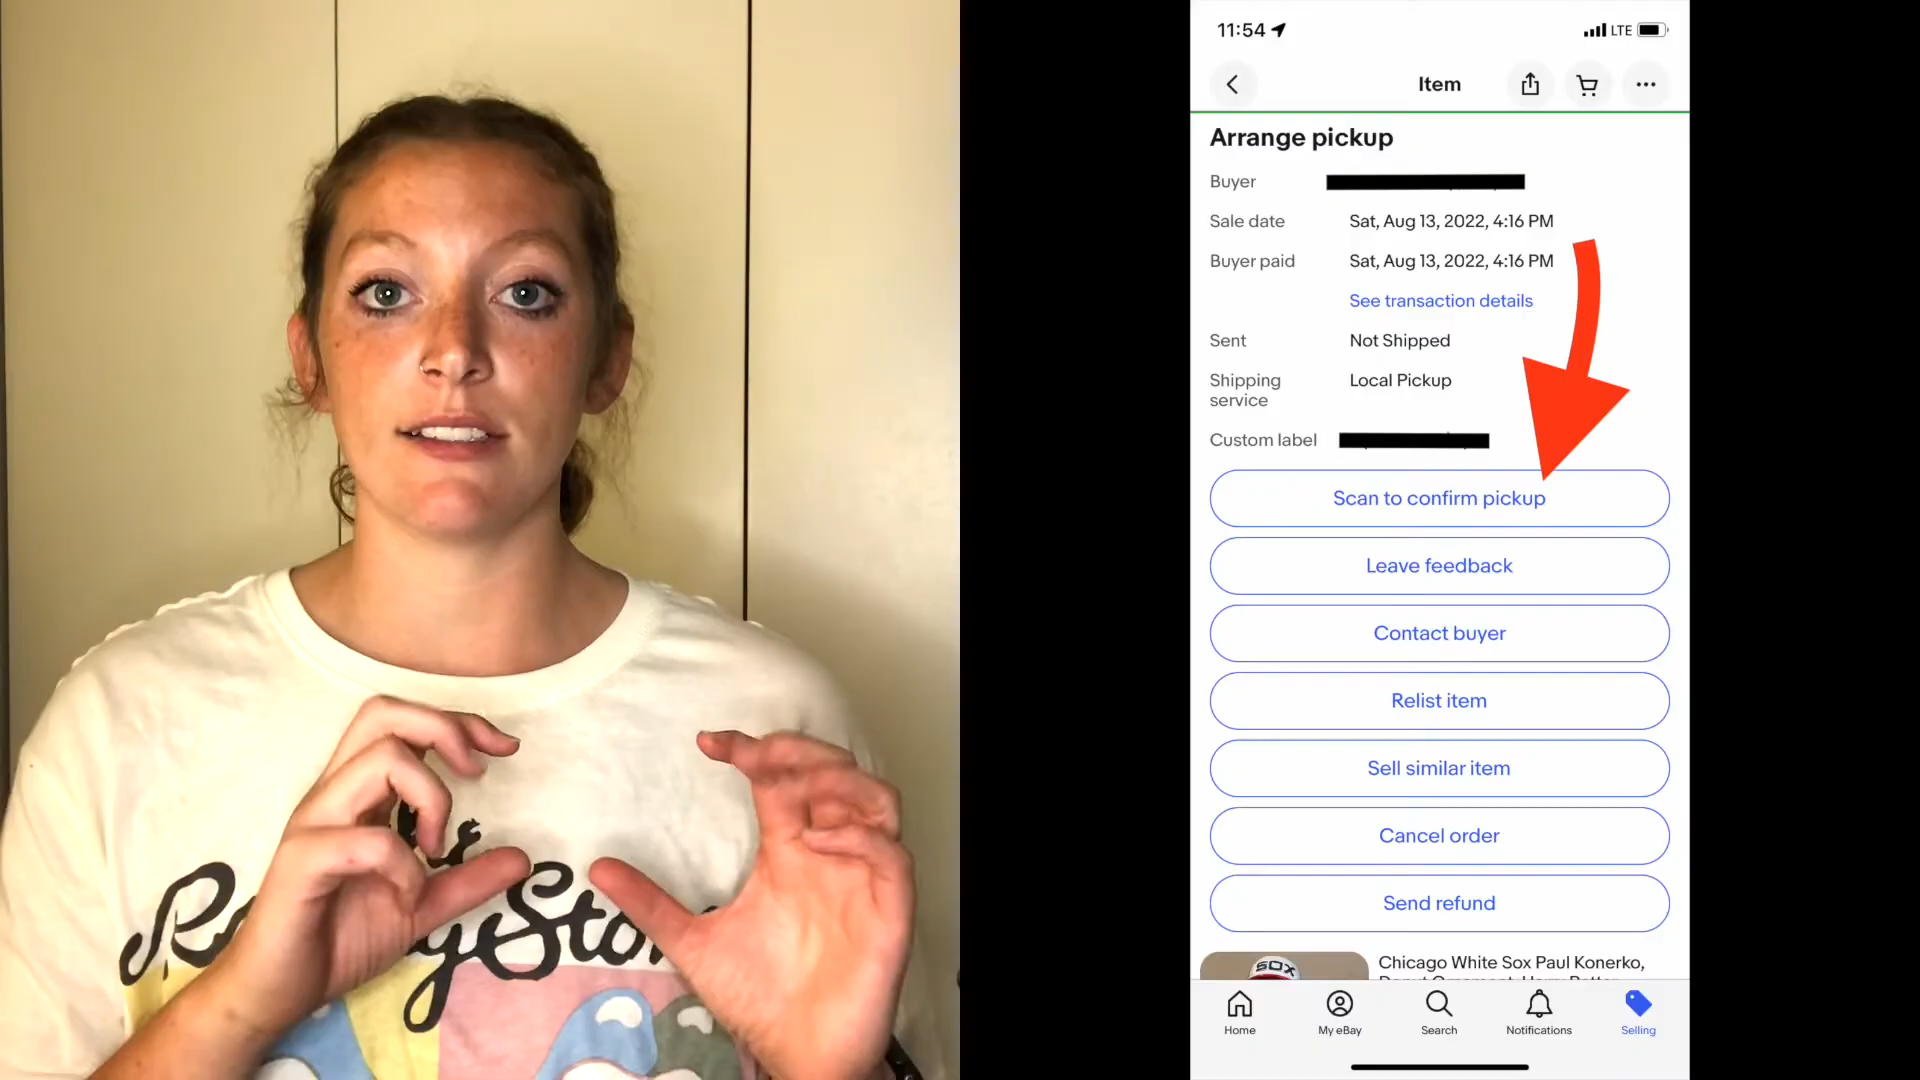 11:54
LTE
Item
Arrange pickup
Buyer
Sale date Sat, Aug 13, 2022, 4:16 PM
Buyer paid Sat, Aug 13, 2022, 4:16 PM
See transaction details
Sent Not Shipped
Shipping service Local Pickup
Custom label
Scan to confirm pickup
Leave feedback
Contact buyer
Relist item
Sell similar item
Cancel order
Send refund
SOX
Chicago White Sox Paul Konerko,
Home My eBay Search Notifications Selling